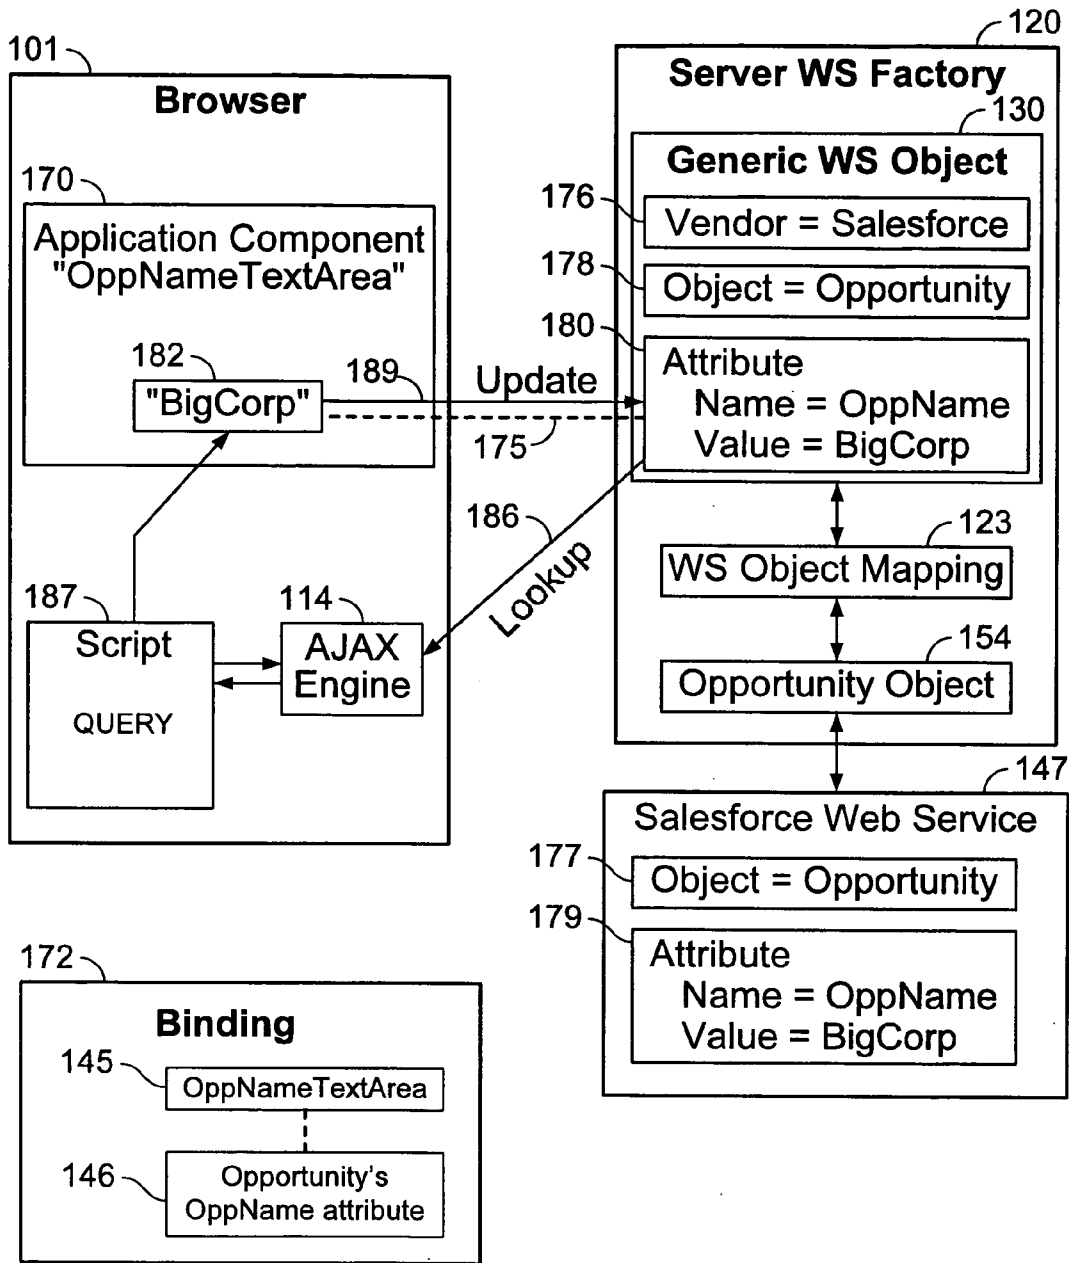 101
Browser
170
Application Component
"OppNameTextArea"
182
"BigCorp"
189
Update
175
186
Lookup
187
Script
QUERY
114
AJAX
Engine
120
Server WS Factory
130
Generic WS Object
176
Vendor = Salesforce
178
Object = Opportunity
180
Attribute
Name = OppName
Value = BigCorp
123
WS Object Mapping
154
Opportunity Object
147
Salesforce Web Service
177
Object = Opportunity
179
Attribute
Name = OppName
Value = BigCorp
172
Binding
145
OppNameTextArea
146
Opportunity's
OppName attribute